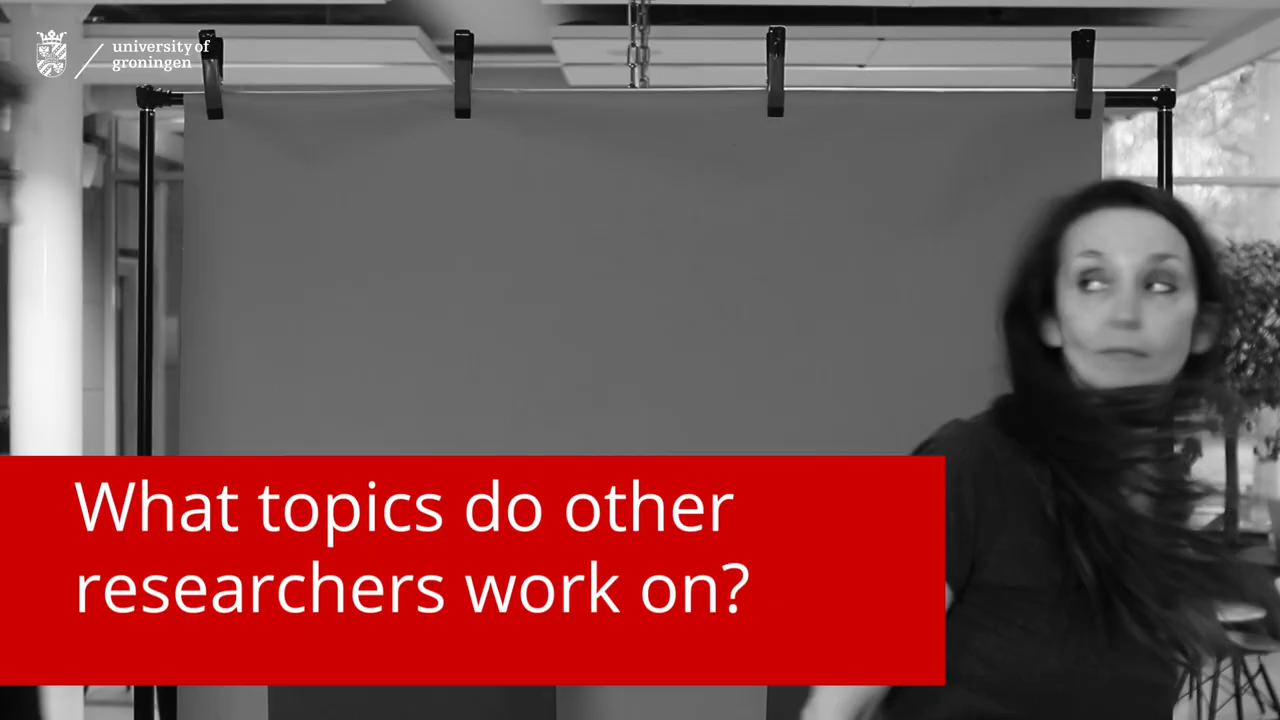 university of
groningen
What topics do other
researchers work on?